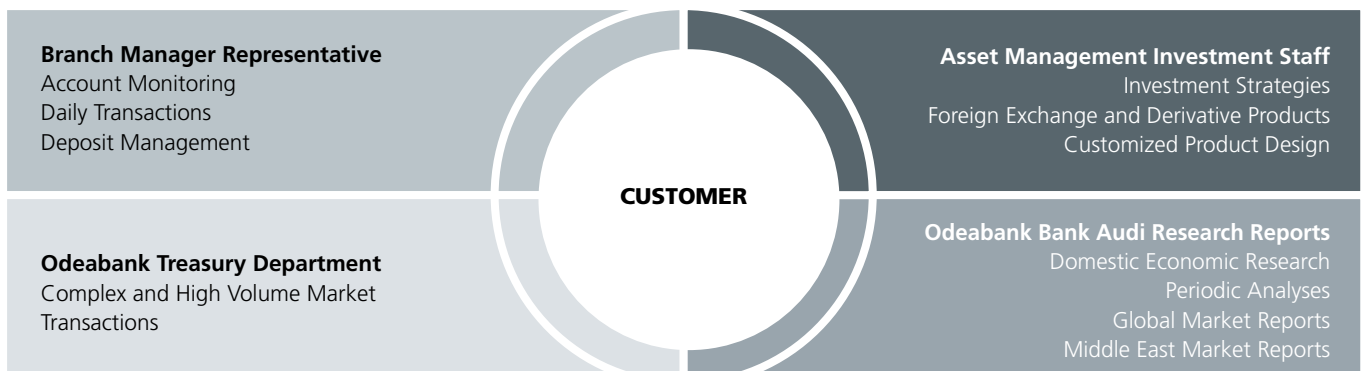 Branch Manager Representative
Account Monitoring
Daily Transactions
Deposit Management
Asset Management Investment Staff
Investment Strategies
Foreign Exchange and Derivative Products
Customized Product Design
CUSTOMER
Odeabank Treasury Department
Complex and High Volume Market
Transactions
Odeabank Bank Audi Research Reports
Domestic Economic Research
Periodic Analyses
Global Market Reports
Middle East Market Reports